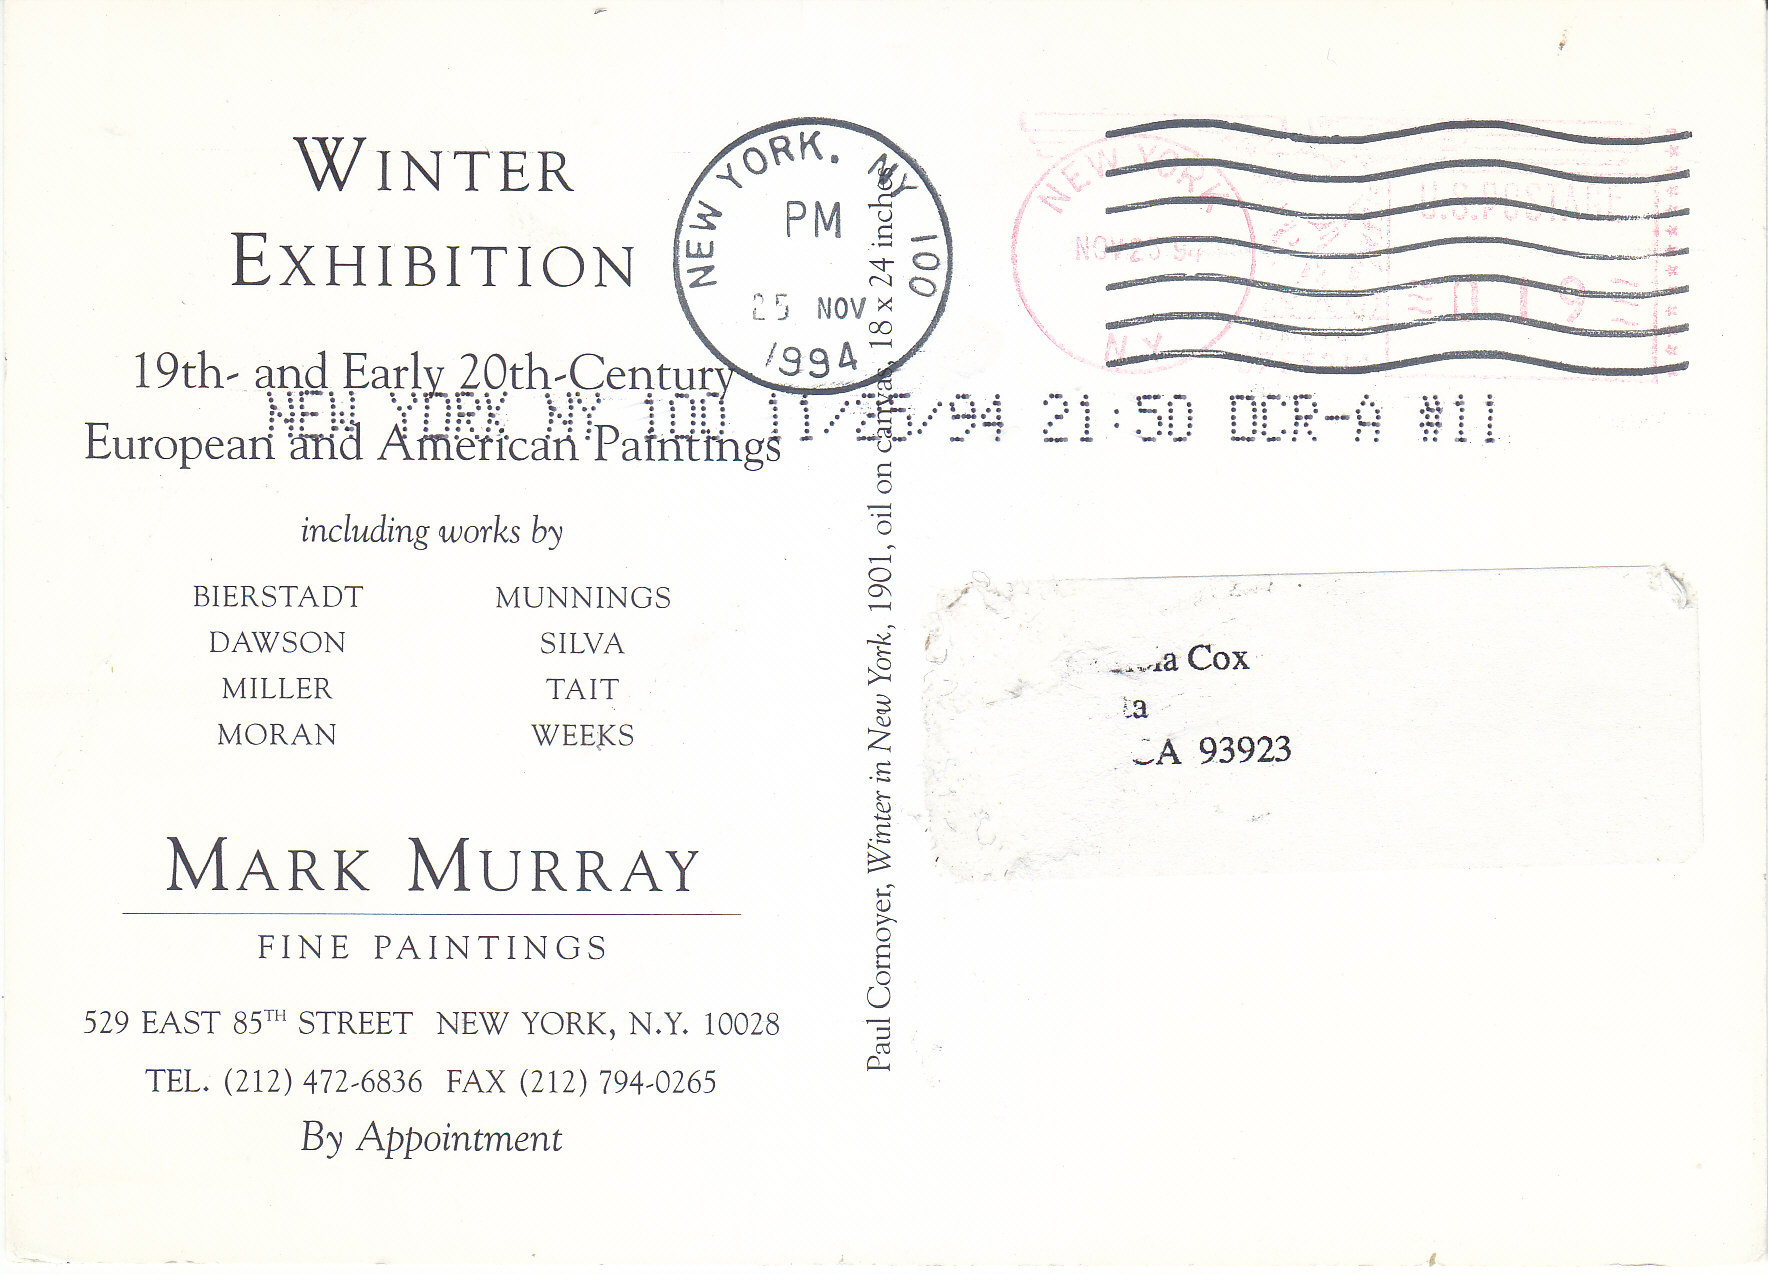 WINTER
EXHIBITION
19th- and Early 20th-Century
European and American Paintings
including works by
BIERSTADT
DAWSON
MILLER
MORAN
MUNNINGS
SILVA
TAIT
WEEKS
MARK MURRAY
FINE PAINTINGS
529 EAST 85TH STREET NEW YORK, N.Y. 10028
TEL. (212) 472-6836 FAX (212) 794-0265
By Appointment
Paul Cornoyer, Winter in New York, 1901, oil on canvas, 18 x 24 inches
NEW YORK, NY 100
PM
25 NOV
1994
NEW YORK
N.Y.
U.S. POSTAGE
NEW YORK NY 100 11/25/94 21:50 OCR-A #11
Cox
CA 93923